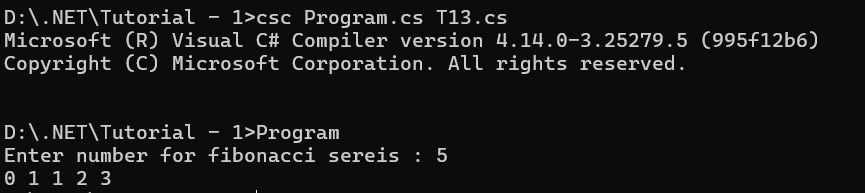 D:\.NET\Tutorial - 1>csc Program.cs T13.cs
Microsoft (R) Visual C# Compiler version 4.14.0-3.25279.5 (995f12b6)
Copyright (C) Microsoft Corporation. All rights reserved.
D:\.NET\Tutorial - 1>Program
Enter number for fibonacci sereis : 5
0 1 1 2 3